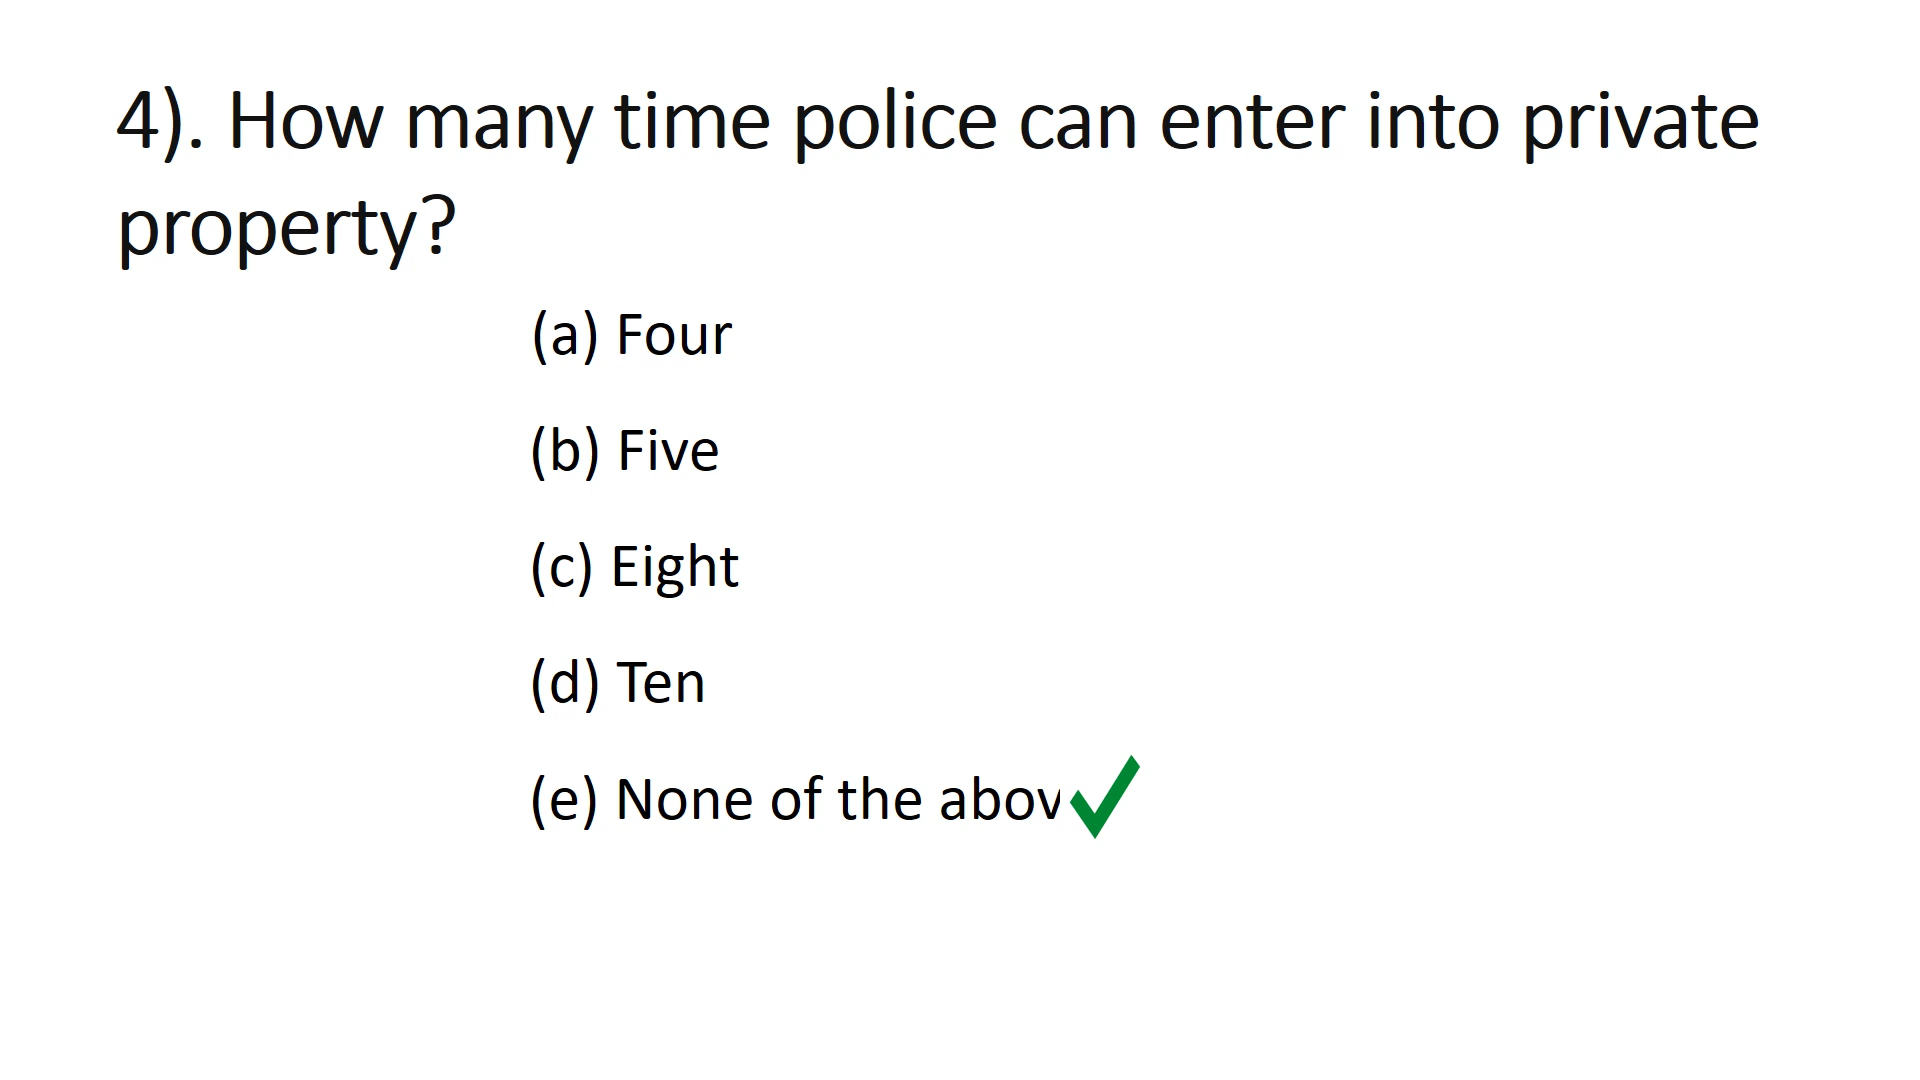 4). How many time police can enter into private
property?
(a) Four
(b) Five
(c) Eight
(d) Ten
(e) None of the abov